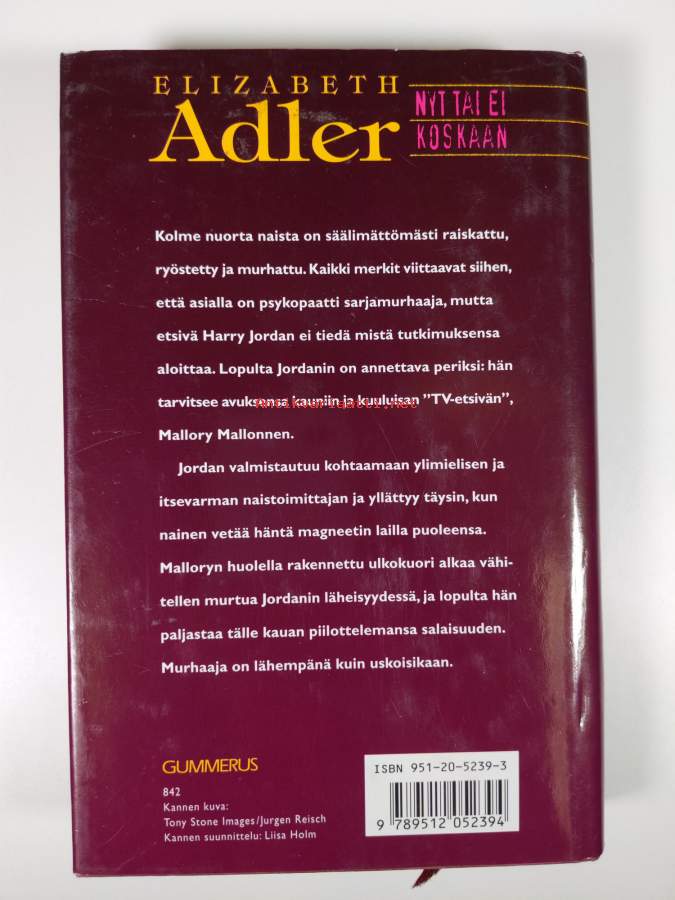 ELIZABETH
Adler
NYT TAI EI
KOSKAAN
Kolme nuorta naista on säälimättömästi raiskattu,
ryöstetty ja murhattu. Kaikki merkit viittaavat siihen,
että asialla on psykopaatti sarjamurhaaja, mutta
etsivä Harry Jordan ei tiedä mistä tutkimuksensa
aloittaa. Lopulta Jordanin on annettava periksi: hän
tarvitsee avuksensa kauniin ja kuuluisan ”TV-etsivän”,
Antikvariaatti.net
Mallory Mallonnen.
Jordan valmistautuu kohtaamaan ylimielisen ja
itsevarman naistoimittajan ja yllättyy täysin, kun
nainen vetää häntä magneetin lailla puoleensa.
Malloryn huolella rakennettu ulkokuori alkaa vähi-
tellen murtua Jordanin läheisyydessä, ja lopulta hän
paljastaa tälle kauan piilottelemansa salaisuuden.
Murhaaja on lähempänä kuin uskoisikaan.
GUMMERUS
842
Kannen kuva:
Tony Stone Images/Jurgen Reisch
Kannen suunnittelu: Liisa Holm
ISBN 951-20-5239-3
9 789512 052394